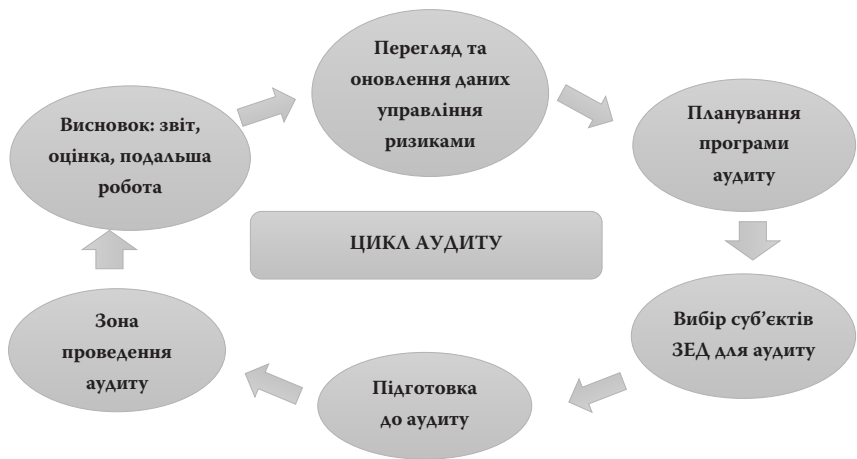 Перегляд та
оновлення даних
управління
ризиками
Планування
програми
аудиту
Вибір суб’єктів
ЗЕД для аудиту
Підготовка
до аудиту
Зона
проведення
аудиту
Висновок: звіт,
оцінка, подальша
робота
ЦИКЛ АУДИТУ